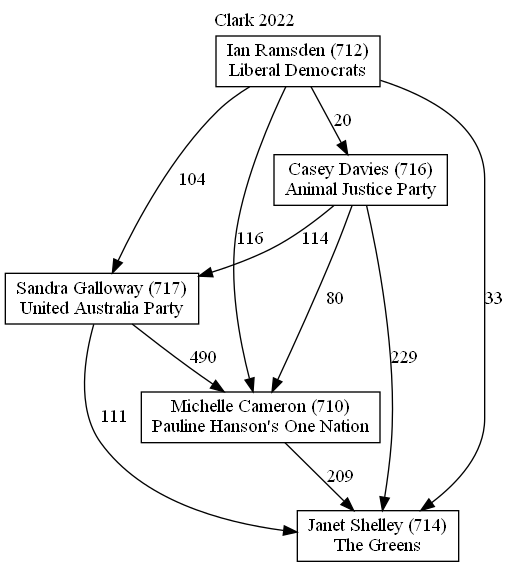 Clark 2022
Ian Ramsden (712)
Liberal Democrats
20
Casey Davies (716)
Animal Justice Party
104
116
114
Sandra Galloway (717)
United Australia Party
80
33
490
229
Michelle Cameron (710)
Pauline Hanson's One Nation
111
209
Janet Shelley (714)
The Greens